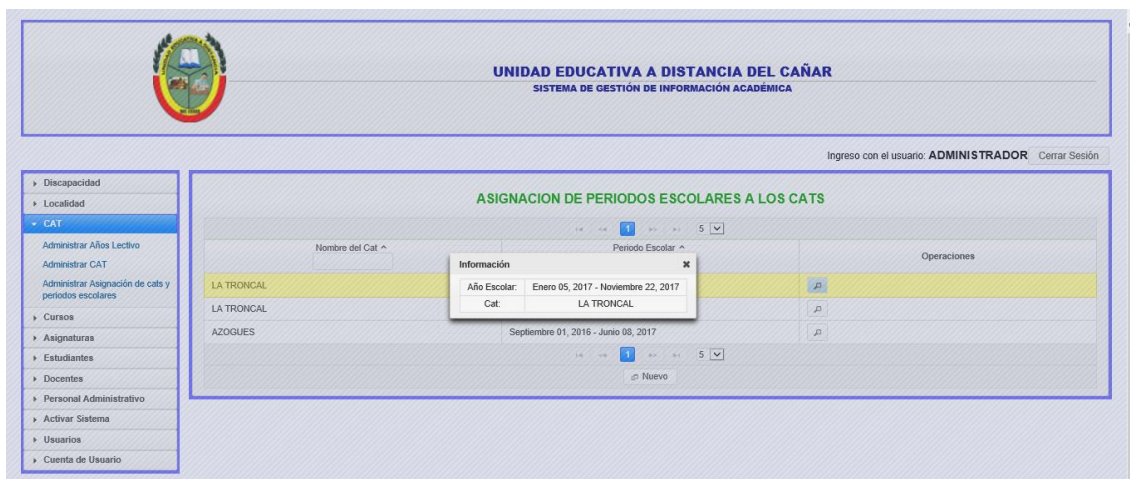 UNIDAD EDUCATIVA A DISTANCIA DEL CAÑAR
SISTEMA DE GESTIÓN DE INFORMACIÓN ACADÉMICA
Ingreso con el usuario: ADMINISTRADOR Cerrar Sesión
Discapacidad
Localidad
CAT
Administrar Años Lectivo
Administrar CAT
Administrar Asignación de cats y
periodos escolares
Cursos
Asignaturas
Estudiantes
Docentes
Personal Administrativo
Activar Sistema
Usuarios
Cuenta de Usuario
ASIGNACION DE PERIODOS ESCOLARES A LOS CATS
1 5
Nombre del Cat Periodo Escolar Operaciones
Información
Año Escolar: Enero 05, 2017 - Noviembre 22, 2017
Cat: LA TRONCAL
LA TRONCAL
LA TRONCAL
AZOGUES Septiembre 01, 2016 - Junio 08, 2017
1 5
Nuevo